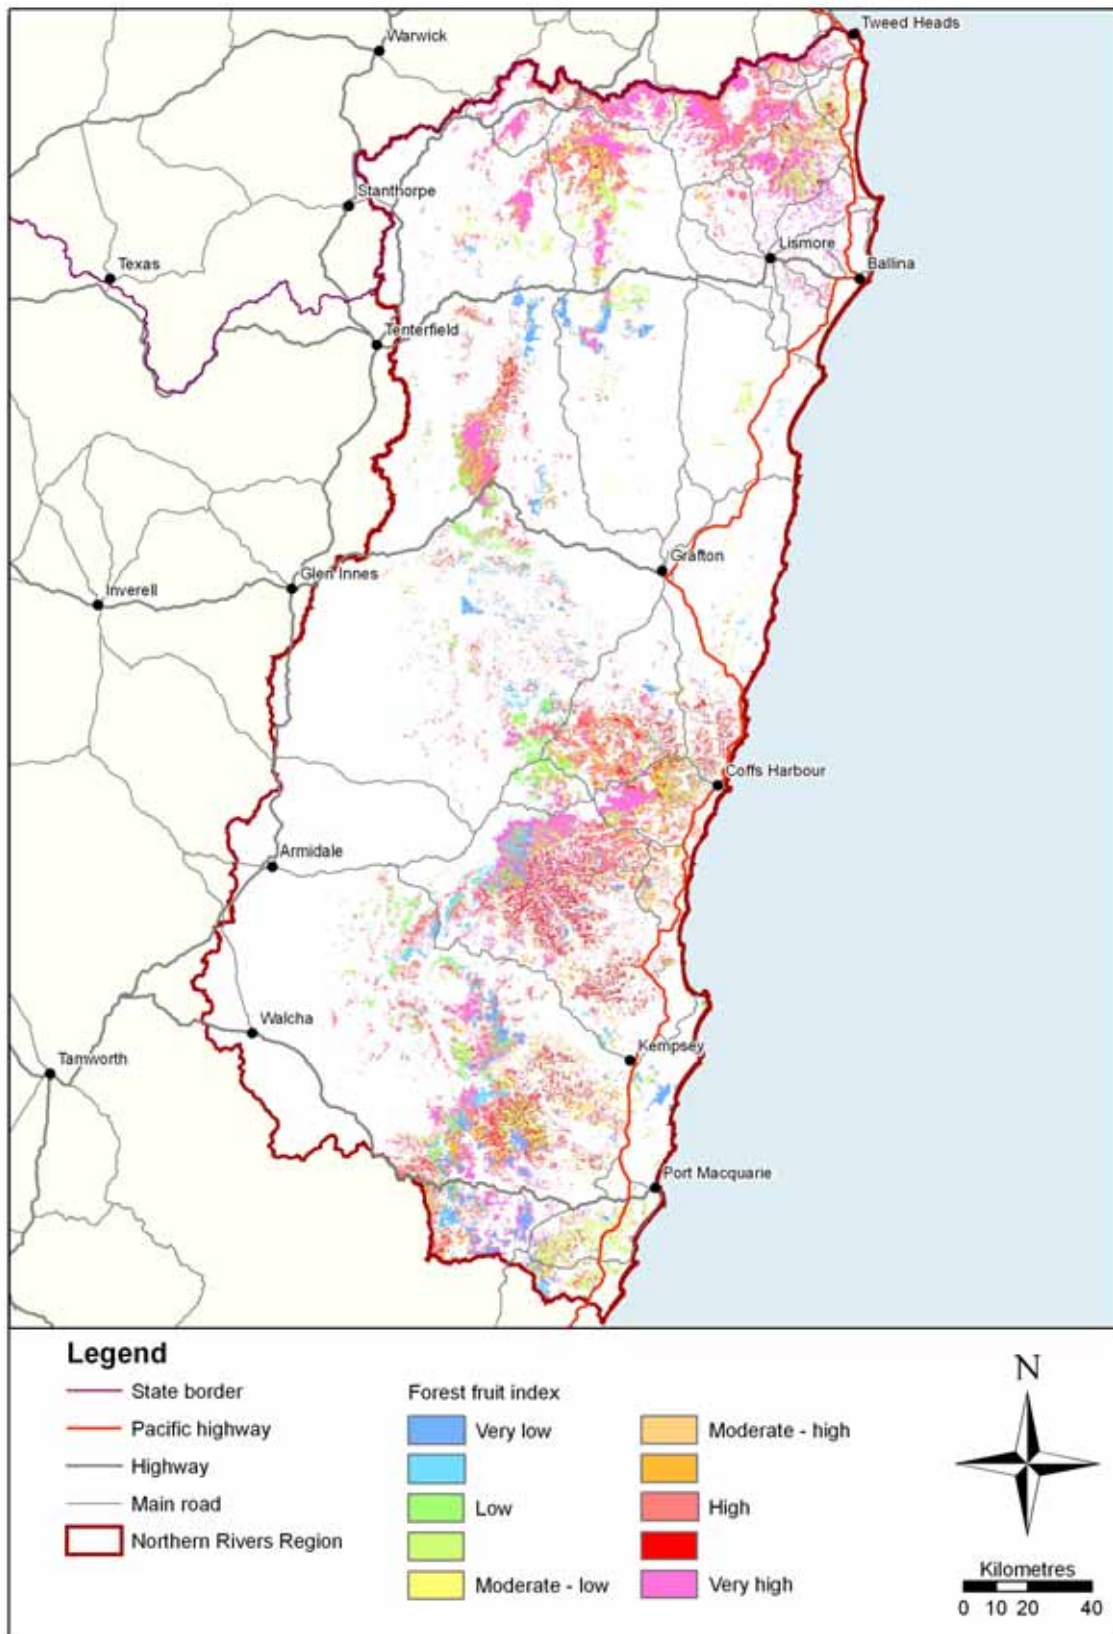 Tweed Heads
Warwick
Stanthorpe
Lismore
Texas
Ballina
Tenterfield
Grafton
Glen Innes
Inverell
Coffs Harbour
Armidale
Walcha
Kempsey
Tamworth
Port Macquarie
Legend
State border
Pacific highway
Highway
Main road
Northern Rivers Region
Forest fruit index
Very low
Low
Moderate - low
Moderate - high
High
Very high
N
Kilometres
0 10 20 40